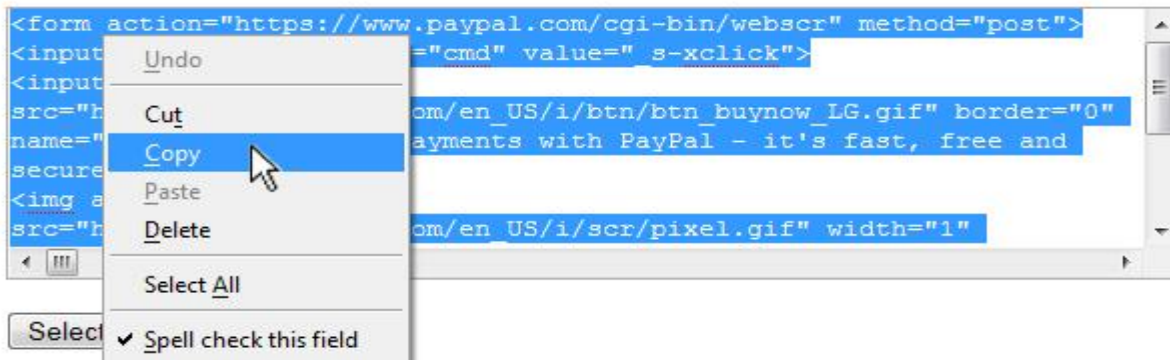 <form action="https://www.paypal.com/cgi-bin/webscr" method="post">
<input ="cmd" value="_s-xclick">
<input
src="h om/en_US/i/btn/btn_buynow_LG.gif" border="0"
name=" ayments with PayPal - it's fast, free and
secure
<img a
src="h om/en_US/i/scr/pixel.gif" width="1"
Undo
Cut
Copy
Paste
Delete
Select All
Spell check this field
Select